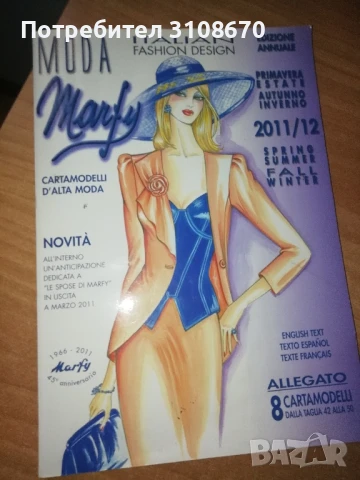 Потребител 3108670
MODA
ITALIAN
FASHION DESIGN
EDIZIONE
ANNUALE
Marfy
PRIMAVERA
ESTATE
AUTUNNO
INVERNO
2011/12
SPRING
SUMMER
FALL
WINTER
CARTAMODELLI
D'ALTA MODA
NOVITÀ
ALL'INTERNO
UN'ANTICIPAZIONE
DEDICATA A
"LE SPOSE DI MARFY"
IN USCITA
A MARZO 2011
1966 - 2011
Marfy
45° anniversario
ENGLISH TEXT
TEXTO ESPAÑOL
TEXTE FRANÇAIS
ALLEGATO
8 CARTAMODELLI
DALLA TAGLIA 42 ALLA 50
BAZAR